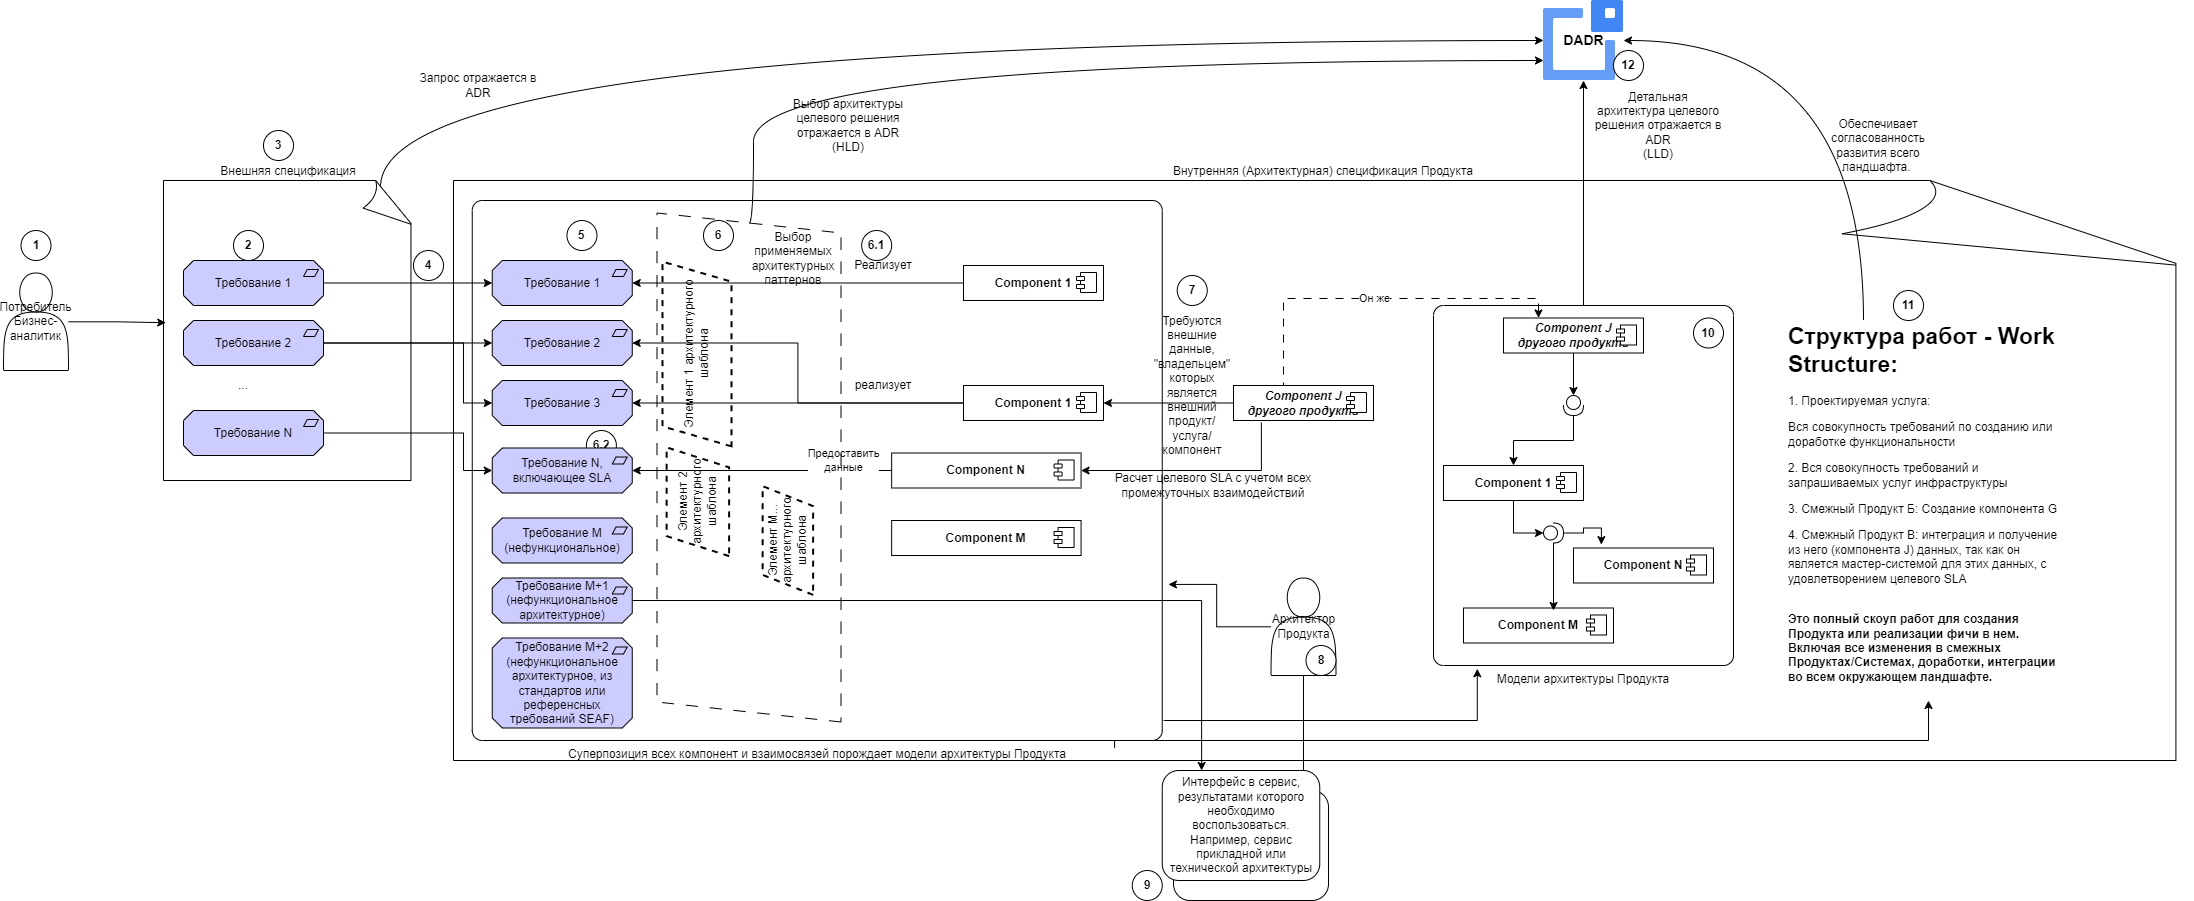 DADR
12
Запрос отражается в
ADR
Выбор архитектуры
целевого решения
отражается в ADR
(HLD)
Детальная
архитектура целевого
решения отражается в
ADR
(LLD)
Обеспечивает
согласованность
развития всего
ландшафта.
3
Внешняя спецификация
Внутренняя (Архитектурная) спецификация Продукта
1
Потребитель
Бизнес-
аналитик
2
Требование 1
Требование 2
...
Требование N
4
5
Требование 1
Требование 2
Требование 3
6.2
Требование N,
включающее SLA
Требование M
(нефункциональное)
Требование M+1
(нефункциональное
архитектурное)
Требование M+2
(нефункциональное
архитектурное, из
стандартов или
референсных
требований SEAF)
6
Выбор
применяемых
архитектурных
паттернов
Элемент 1 архитектурного
шаблона
Элемент 2
архитектурного
шаблона
Элемент M...
архитектурного
шаблона
6.1
Реализует
Component 1
реализует
Component 1
Предоставить
данные
Component N
Component M
7
Требуются
внешние
данные,
"владельцем"
которых
является
внешний
продукт/
услуга/
компонент
Component J
другого продукта
Он же
Расчет целевого SLA с учетом всех
промежуточных взаимодействий
Архитектор
Продукта
8
10
Component J
другого продукта
Component 1
Component N
Component M
Модели архитектуры Продукта
11
Структура работ - Work
Structure:
1. Проектируемая услуга:
Вся совокупность требований по созданию или
доработке функциональности
2. Вся совокупность требований и
запрашиваемых услуг инфраструктуры
3. Смежный Продукт Б: Создание компонента G
4. Смежный Продукт В: интеграция и получение
из него (компонента J) данных, так как он
является мастер-системой для этих данных, с
удовлетворением целевого SLA
Это полный скоуп работ для создания
Продукта или реализации фичи в нем.
Включая все изменения в смежных
Продуктах/Системах, доработки, интеграции
во всем окружающем ландшафте.
Суперпозиция всех компонент и взаимосвязей порождает модели архитектуры Продукта
Интерфейс в сервис,
результатами которого
необходимо
воспользоваться.
Например, сервис
прикладной или
технической архитектуры
9